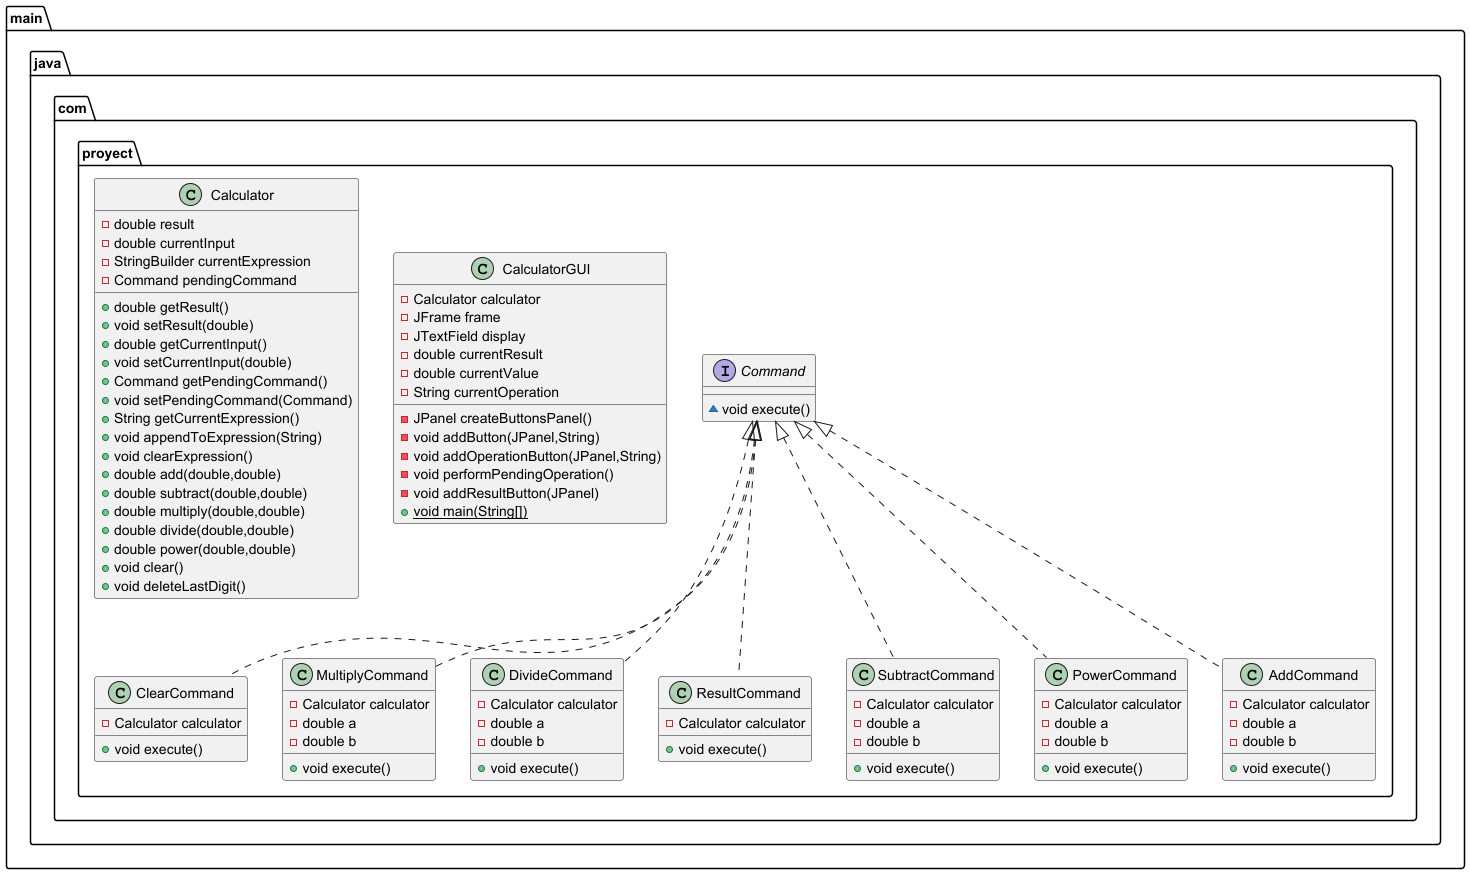 main
java
com
proyect
C Calculator
double result
double currentInput
StringBuilder currentExpression
Command pendingCommand
double getResult()
void setResult(double)
double getCurrentInput()
void setCurrentInput(double)
Command getPendingCommand()
void setPendingCommand(Command)
String getCurrentExpression()
void appendToExpression(String)
void clearExpression()
double add(double,double)
double subtract(double,double)
double multiply(double,double)
double divide(double,double)
double power(double,double)
void clear()
void deleteLastDigit()
C CalculatorGUI
Calculator calculator
JFrame frame
JTextField display
double currentResult
double currentValue
String currentOperation
JPanel createButtonsPanel()
void addButton(JPanel,String)
void addOperationButton(JPanel,String)
void performPendingOperation()
void addResultButton(JPanel)
void main(String[])
I Command
void execute()
C ClearCommand
Calculator calculator
void execute()
C MultiplyCommand
Calculator calculator
double a
double b
void execute()
C DivideCommand
Calculator calculator
double a
double b
void execute()
C ResultCommand
Calculator calculator
void execute()
C SubtractCommand
Calculator calculator
double a
double b
void execute()
C PowerCommand
Calculator calculator
double a
double b
void execute()
C AddCommand
Calculator calculator
double a
double b
void execute()